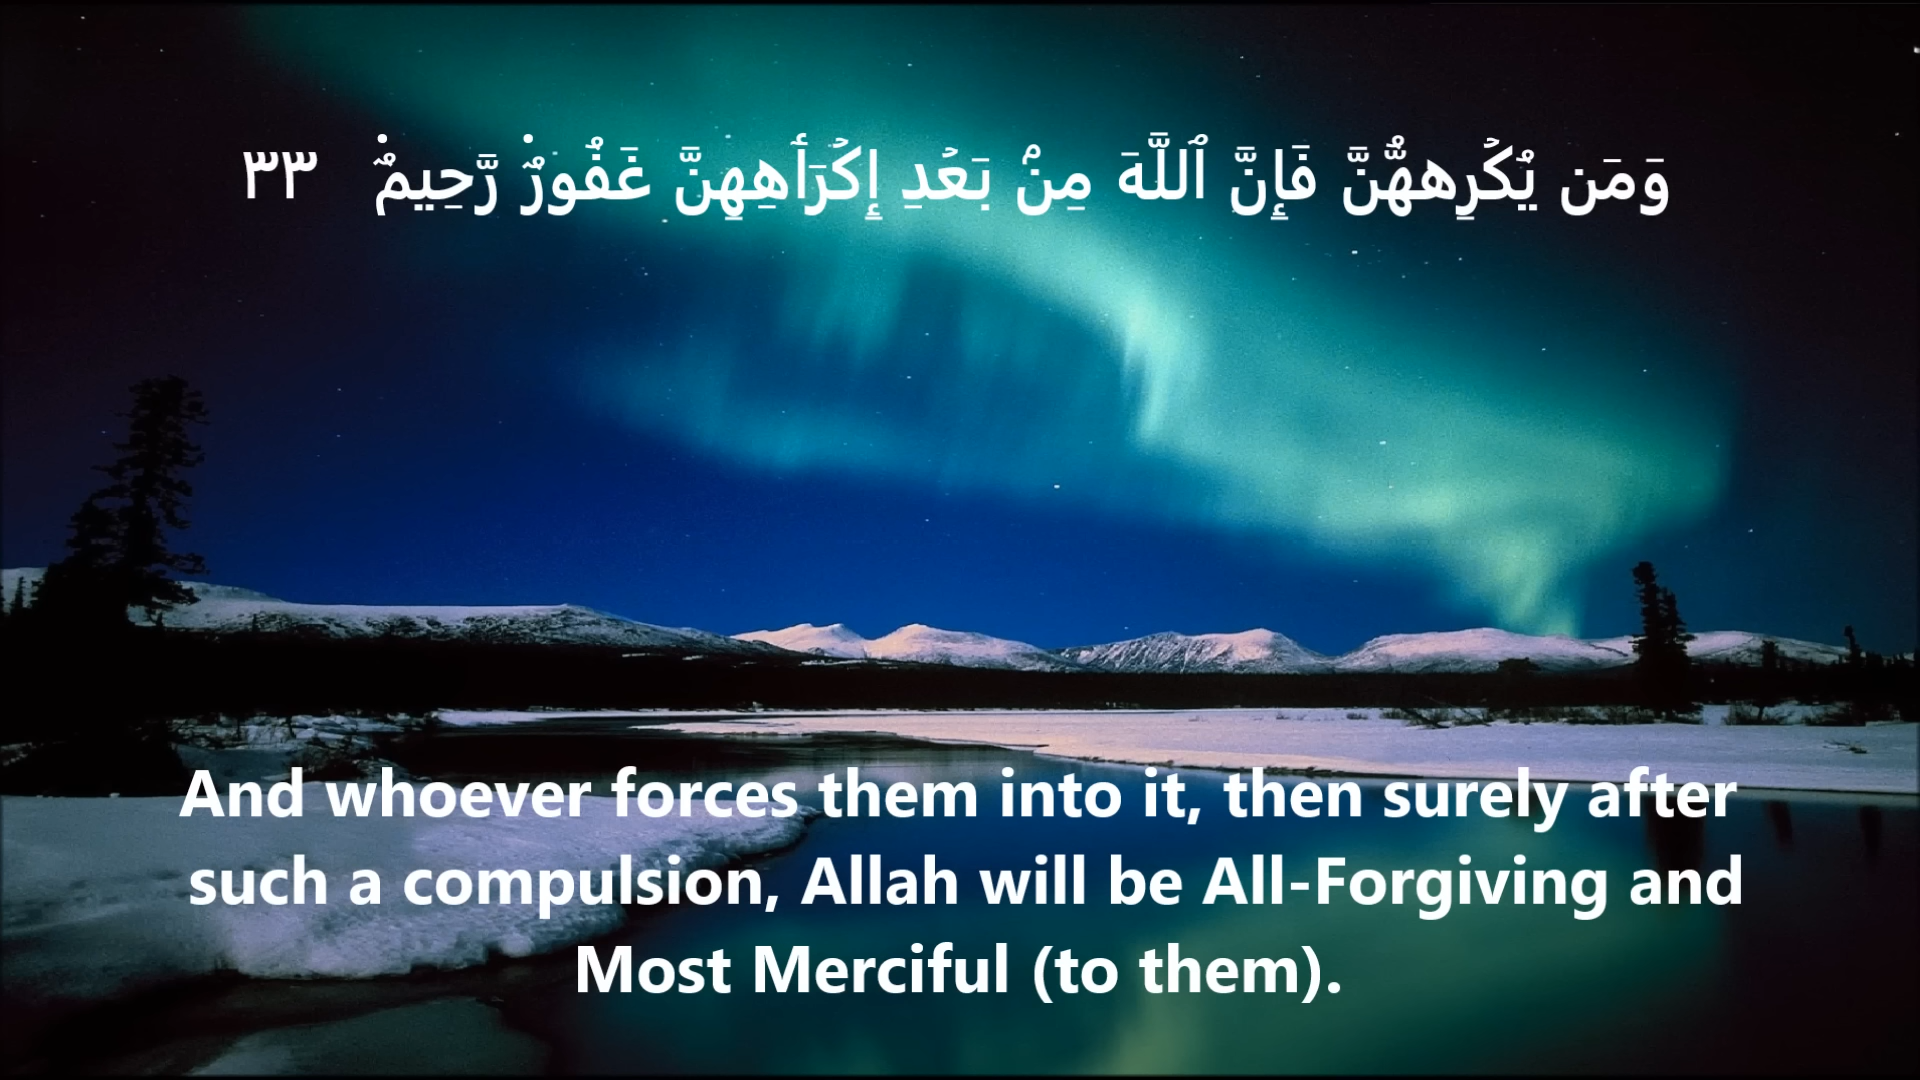 وَمَن يُكۡرِههُّنَّ فَإِنَّ ٱللَّهَ مِنۢ بَعۡدِ إِكۡرَٲهِهِنَّ غَفُورٌ۬ رَّحِيمٌ۬ ٣٣
And whoever forces them into it, then surely after
such a compulsion, Allah will be All-Forgiving and
Most Merciful (to them).